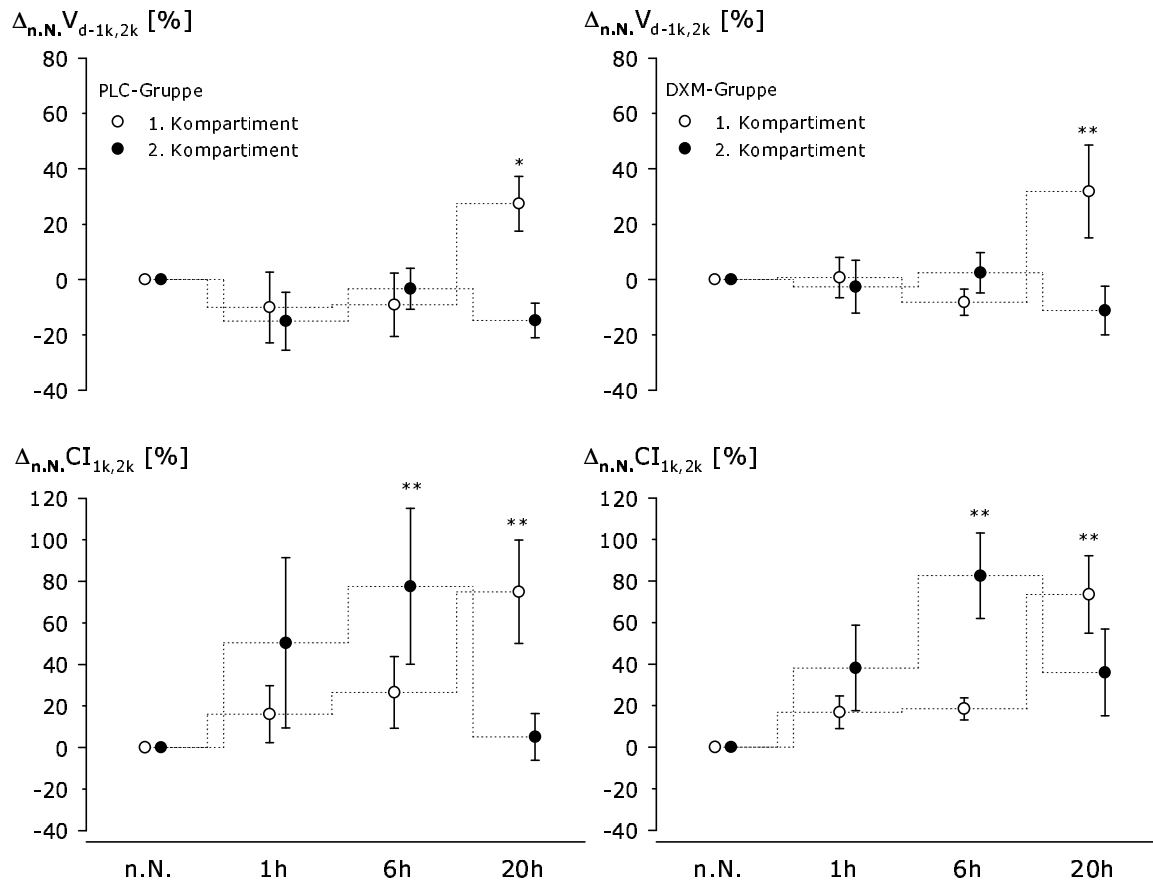 Δn.N.Vd-1k,2k [%]
80
60
40
20
0
-20
-40
PLC-Gruppe
1. Kompartiment
2. Kompartiment
*
Δn.N.Vd-1k,2k [%]
80
60
40
20
0
-20
-40
DXM-Gruppe
1. Kompartiment
2. Kompartiment
**
Δn.N.CI1k,2k [%]
120
100
80
60
40
20
0
-20
-40
**
**
n.N.
1h
6h
20h
Δn.N.CI1k,2k [%]
120
100
80
60
40
20
0
-20
-40
**
**
n.N.
1h
6h
20h